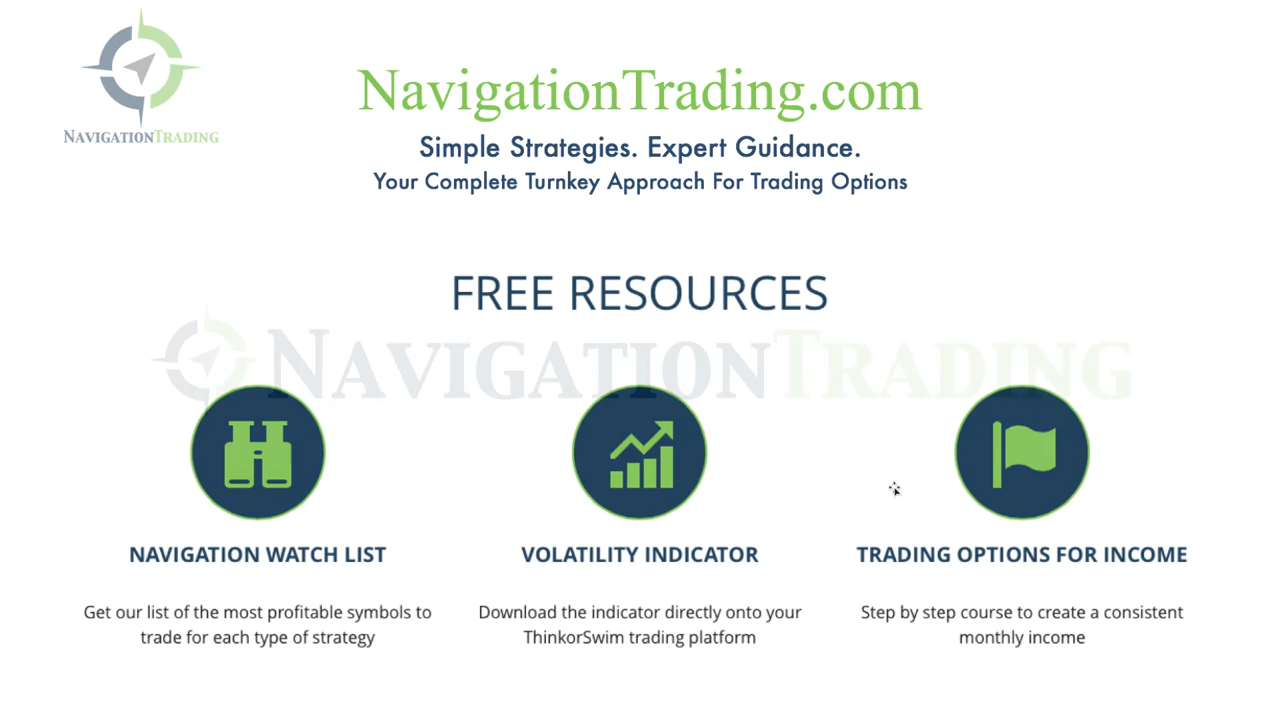 NavigationTrading.com
NAVIGATIONTRADING
Simple Strategies. Expert Guidance.
Your Complete Turnkey Approach For Trading Options
FREE RESOURCES
NAVIGATIONTRADING
NAVIGATION WATCH LIST
Get our list of the most profitable symbols to
trade for each type of strategy
VOLATILITY INDICATOR
Download the indicator directly onto your
ThinkorSwim trading platform
TRADING OPTIONS FOR INCOME
Step by step course to create a consistent
monthly income